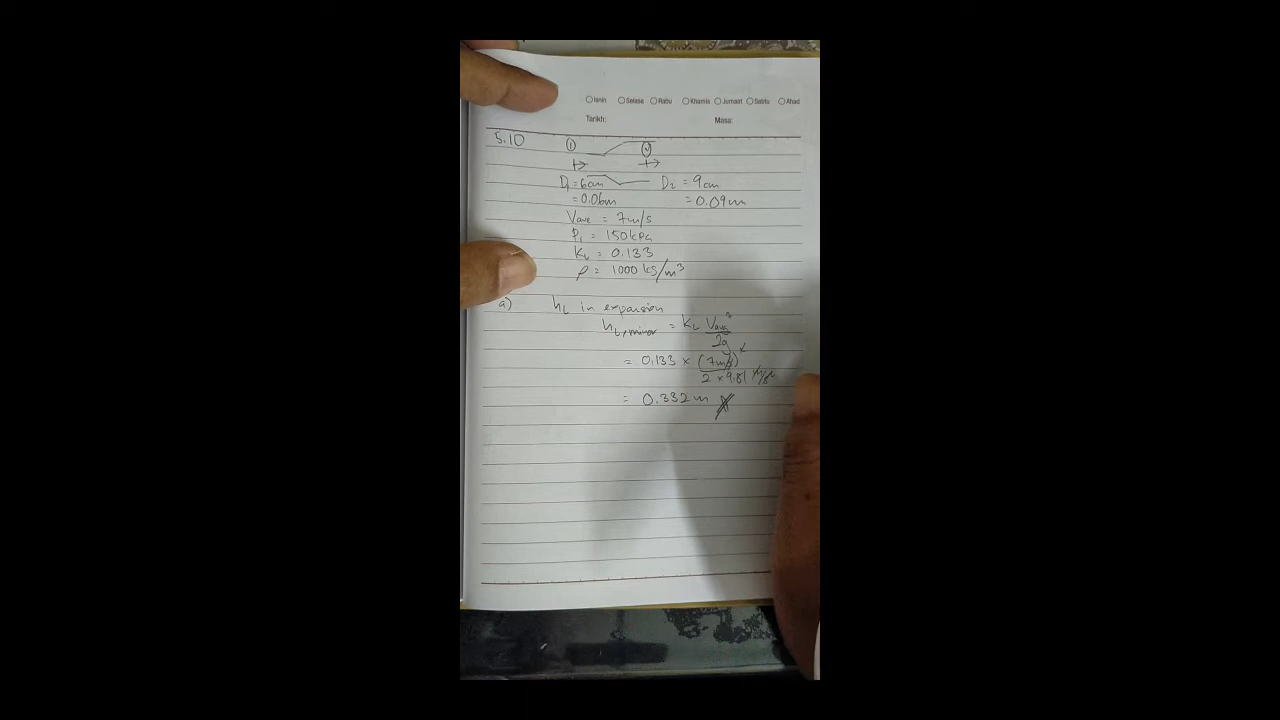 Isnin Selasa Rabu Khamis Jumaat Sabtu Ahad
Tarikh: Masa:
5.10 1 2
D₁ = 6cm D₂ = 9cm
= 0.06m = 0.09m
Vave = 7m/s
P₁ = 150kPa
KL = 0.133
ρ = 1000 kg/m³
a) hL in expansion
hL,minor = KL Vavg²
2g
= 0.133 × (7m/s)²
2 × 9.81 m/s²
= 0.332m